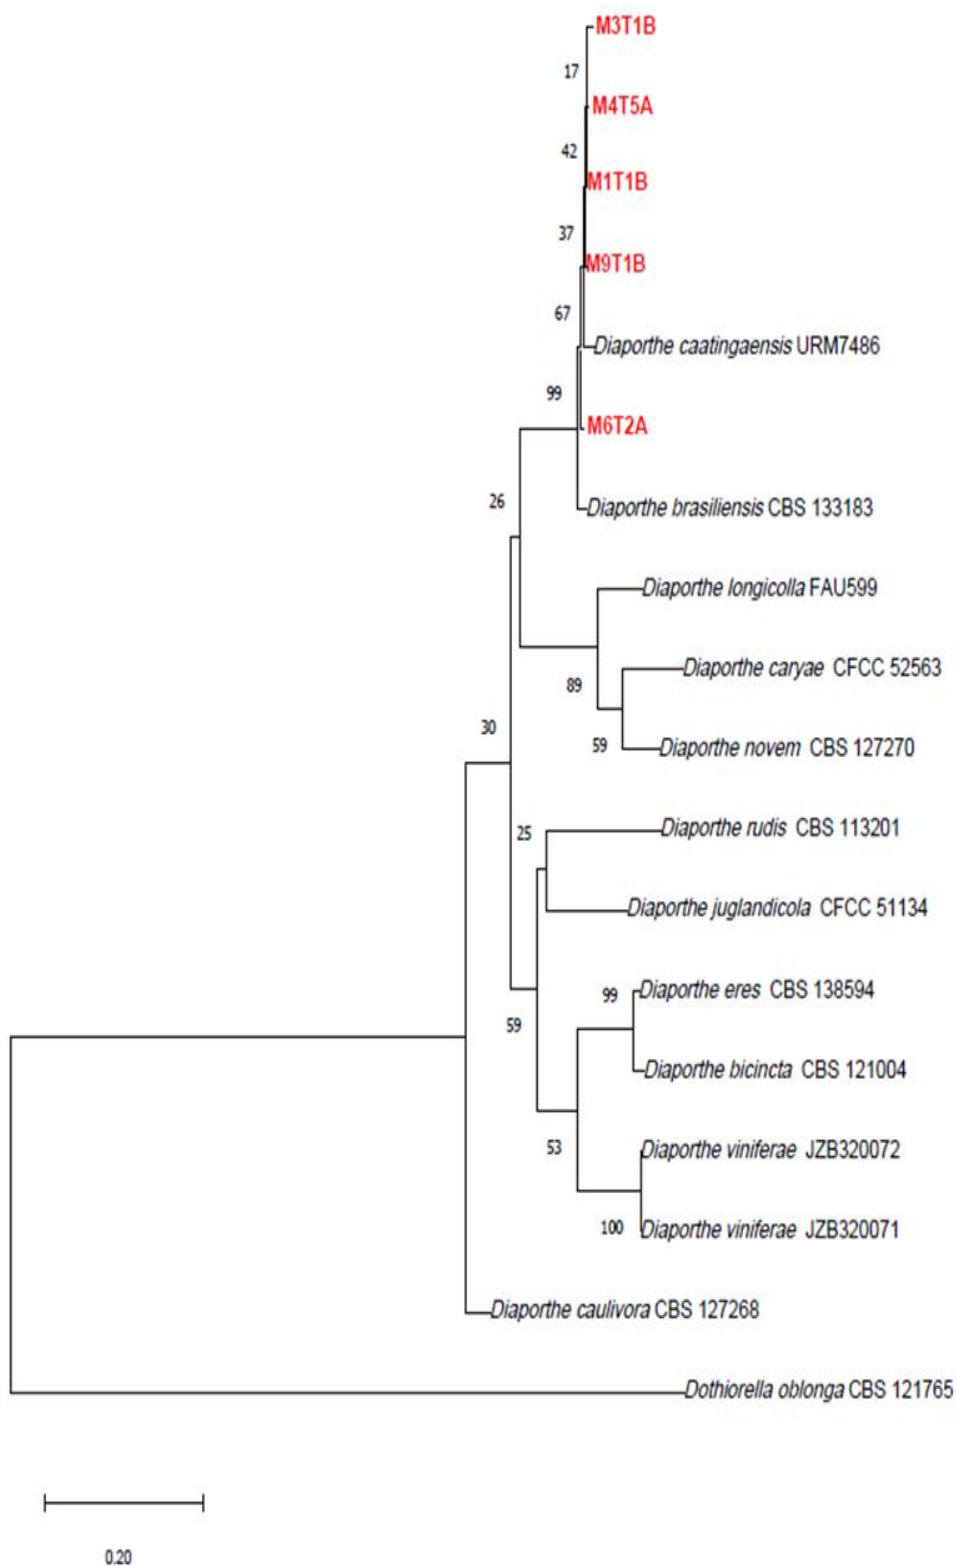 M3T1B
17
M4T5A
42
M1T1B
37
M9T1B
67
Diaporthe caatingaensis URM7486
99
M6T2A
26
Diaporthe brasiliensis CBS 133183
Diaporthe longicolla FAU599
Diaporthe caryae CFCC 52563
89
30
59
Diaporthe novem CBS 127270
25
Diaporthe rudis CBS 113201
Diaporthe juglandicola CFCC 51134
99
Diaporthe eres CBS 138594
59
Diaporthe bicincta CBS 121004
53
Diaporthe viniferae JZB320072
100
Diaporthe viniferae JZB320071
Diaporthe caulivora CBS 127268
Dothiorella oblonga CBS 121765
0.20